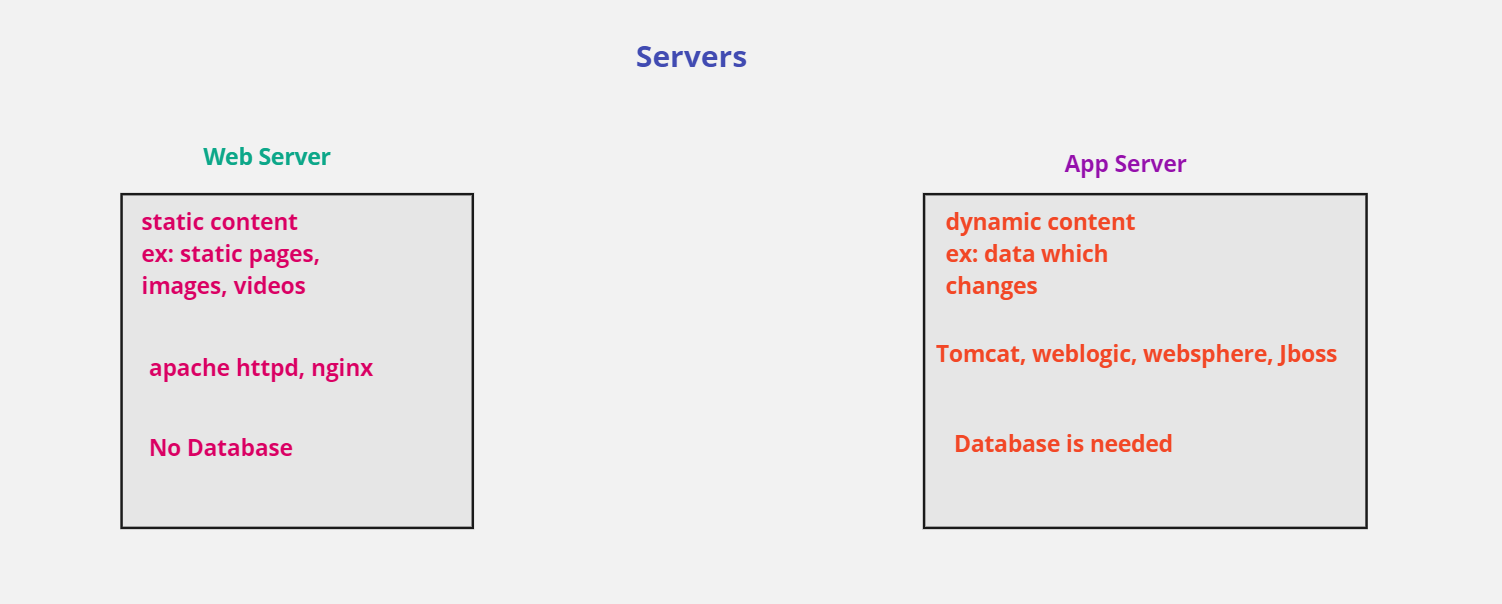 Servers
Web Server
static content
ex: static pages,
images, videos
apache httpd, nginx
No Database
App Server
dynamic content
ex: data which
changes
Tomcat, weblogic, websphere, Jboss
Database is needed